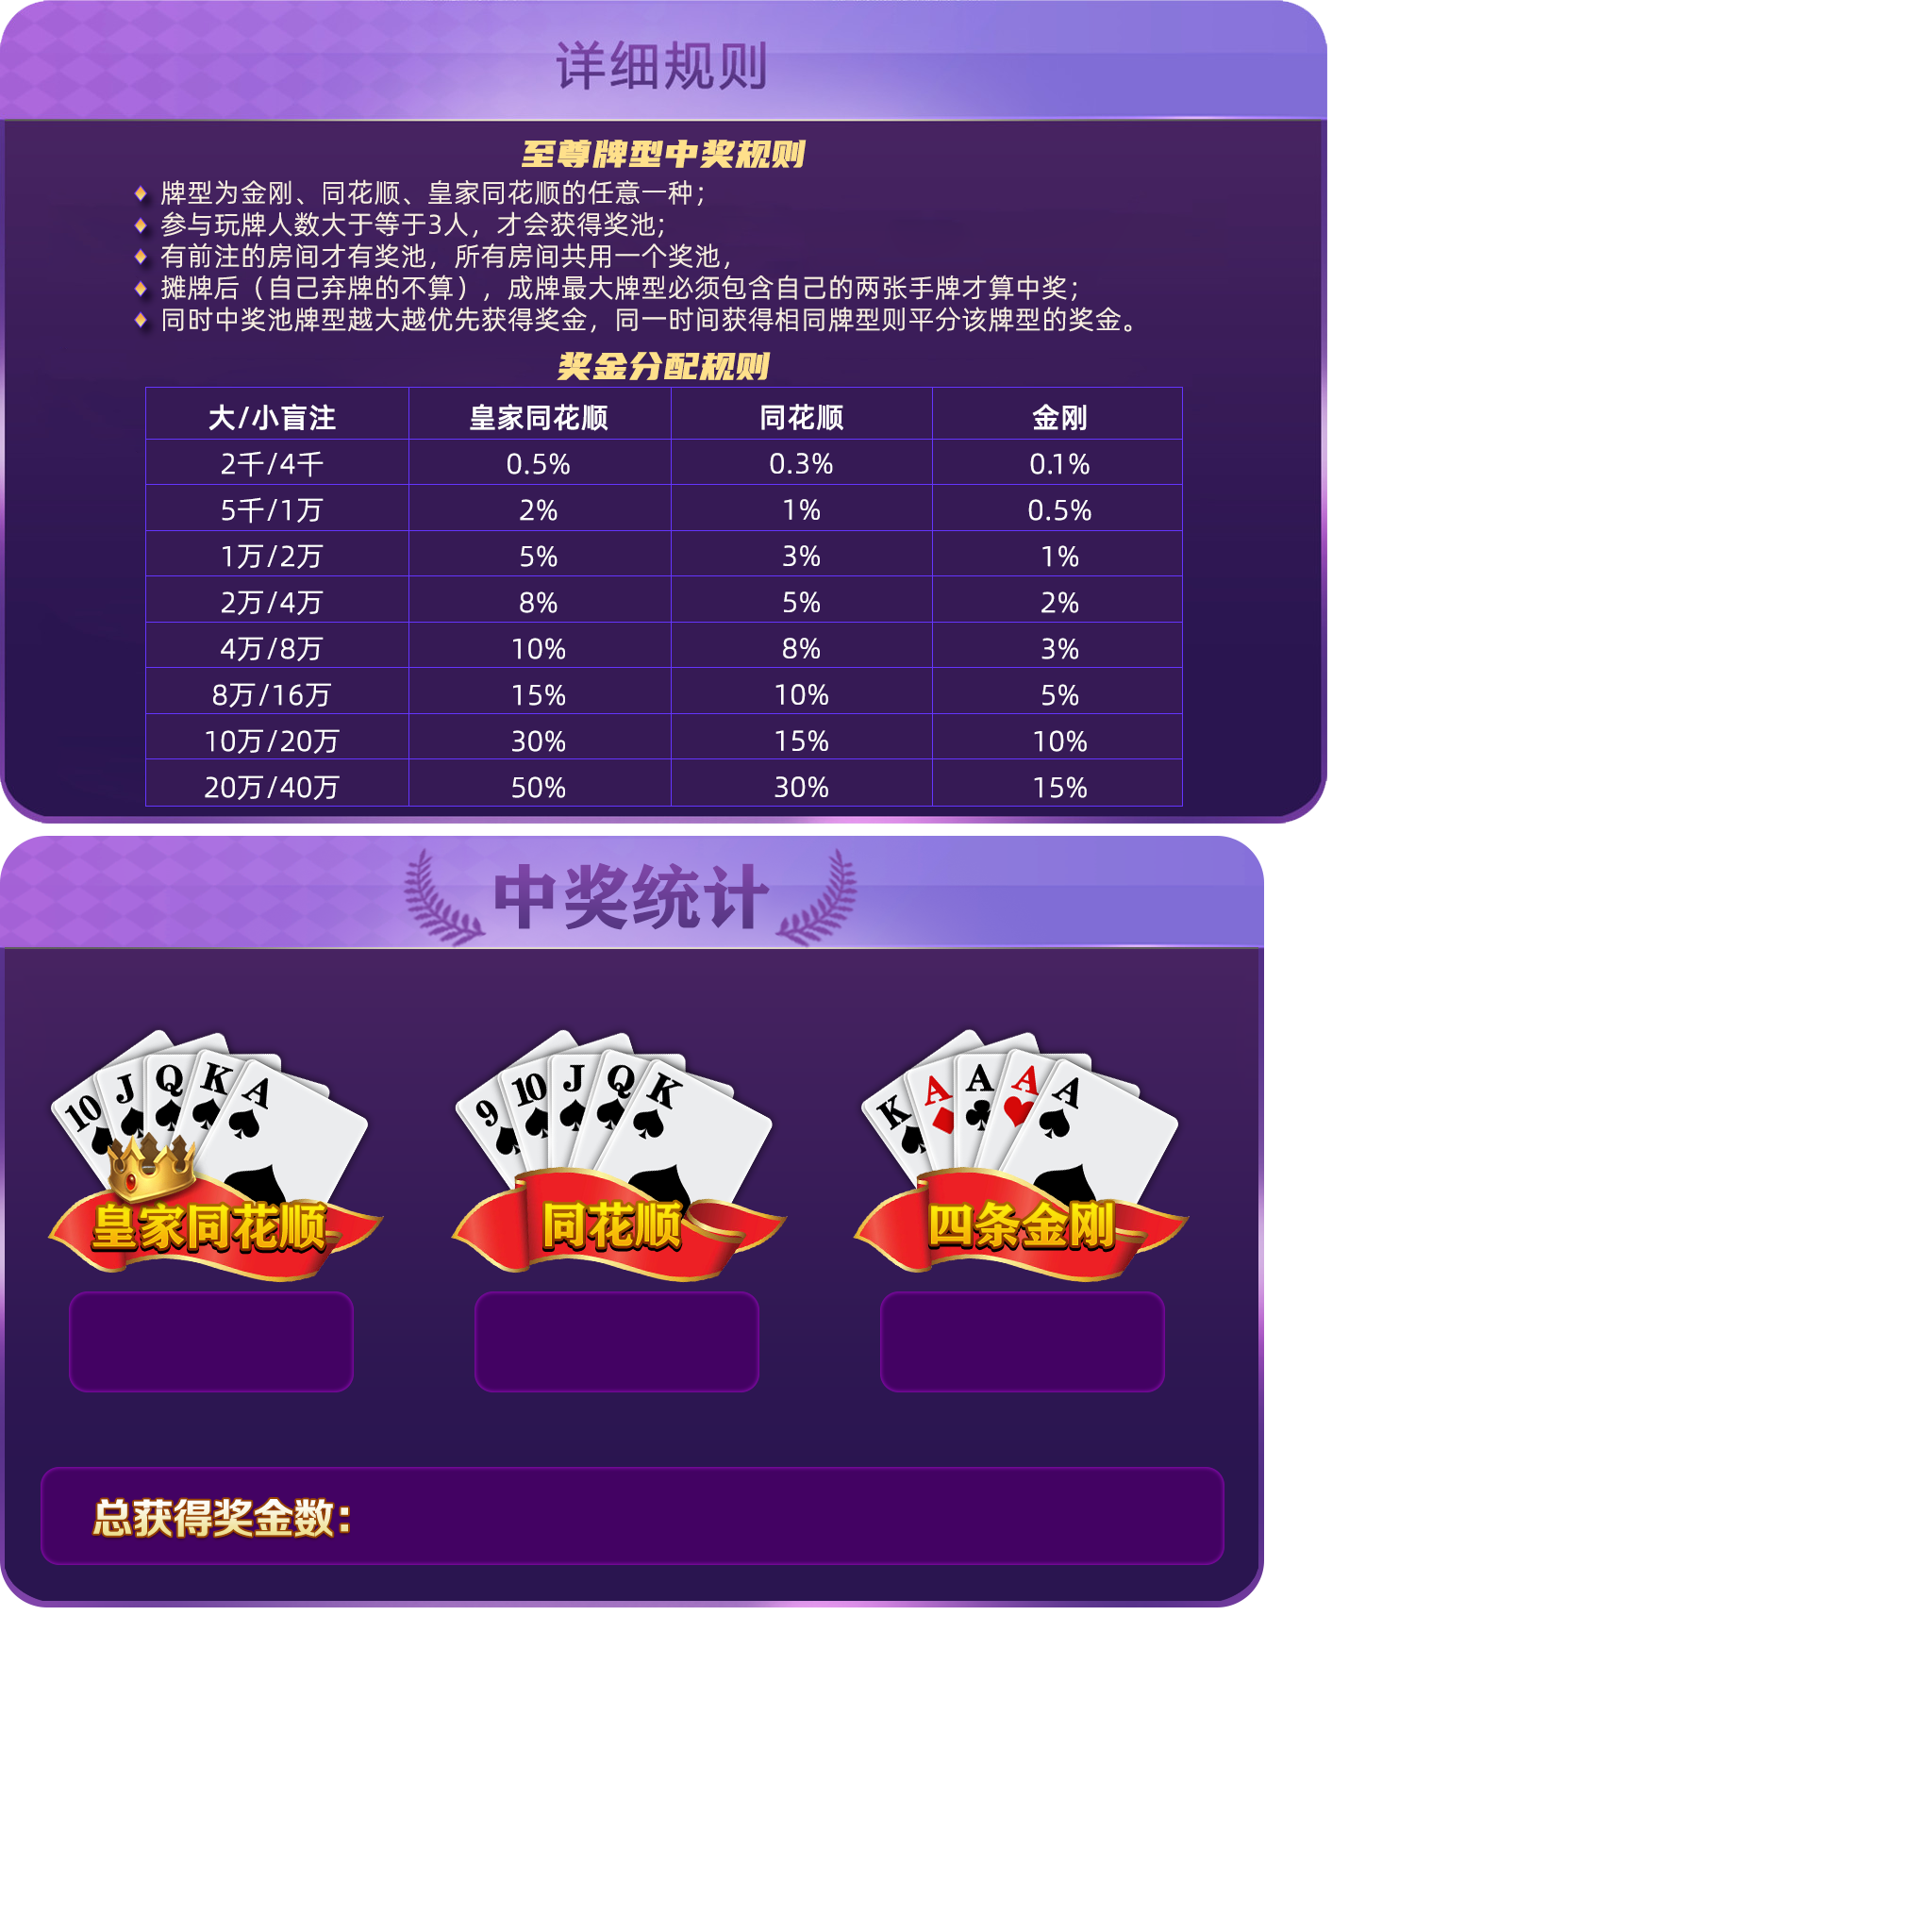 详细规则
至尊牌型中奖规则
牌型为金刚、同花顺、皇家同花顺的任意一种；
参与玩牌人数大于等于3人，才会获得奖池；
有前注的房间才有奖池，所有房间共用一个奖池，
摊牌后（自己弃牌的不算），成牌最大牌型必须包含自己的两张手牌才算中奖；
同时中奖池牌型越大越优先获得奖金，同一时间获得相同牌型则平分该牌型的奖金。
奖金分配规则
大/小盲注 皇家同花顺 同花顺 金刚
2千/4千 0.5% 0.3% 0.1%
5千/1万 2% 1% 0.5%
1万/2万 5% 3% 1%
2万/4万 8% 5% 2%
4万/8万 10% 8% 3%
8万/16万 15% 10% 5%
10万/20万 30% 15% 10%
20万/40万 50% 30% 15%
中奖统计
10 J Q K A
9 10 J Q K
K A A A A
皇家同花顺
同花顺
四条金刚
总获得奖金数：